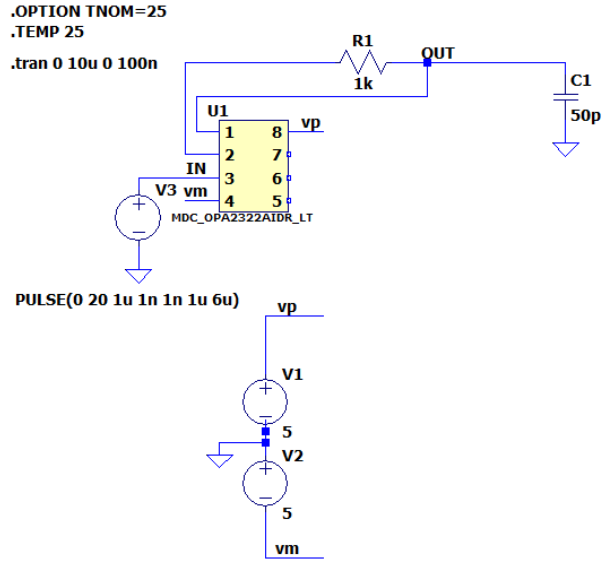 .OPTION TNOM=25
.TEMP 25
.tran 0 10u 0 100n
R1
1k
OUT
C1
50p
U1
1 8
2 7
3 6
4 5
vp
IN
V3
vm
MDC_OPA2322AIDR_LT
PULSE(0 20 1u 1n 1n 1u 6u)
vp
V1
5
V2
5
vm